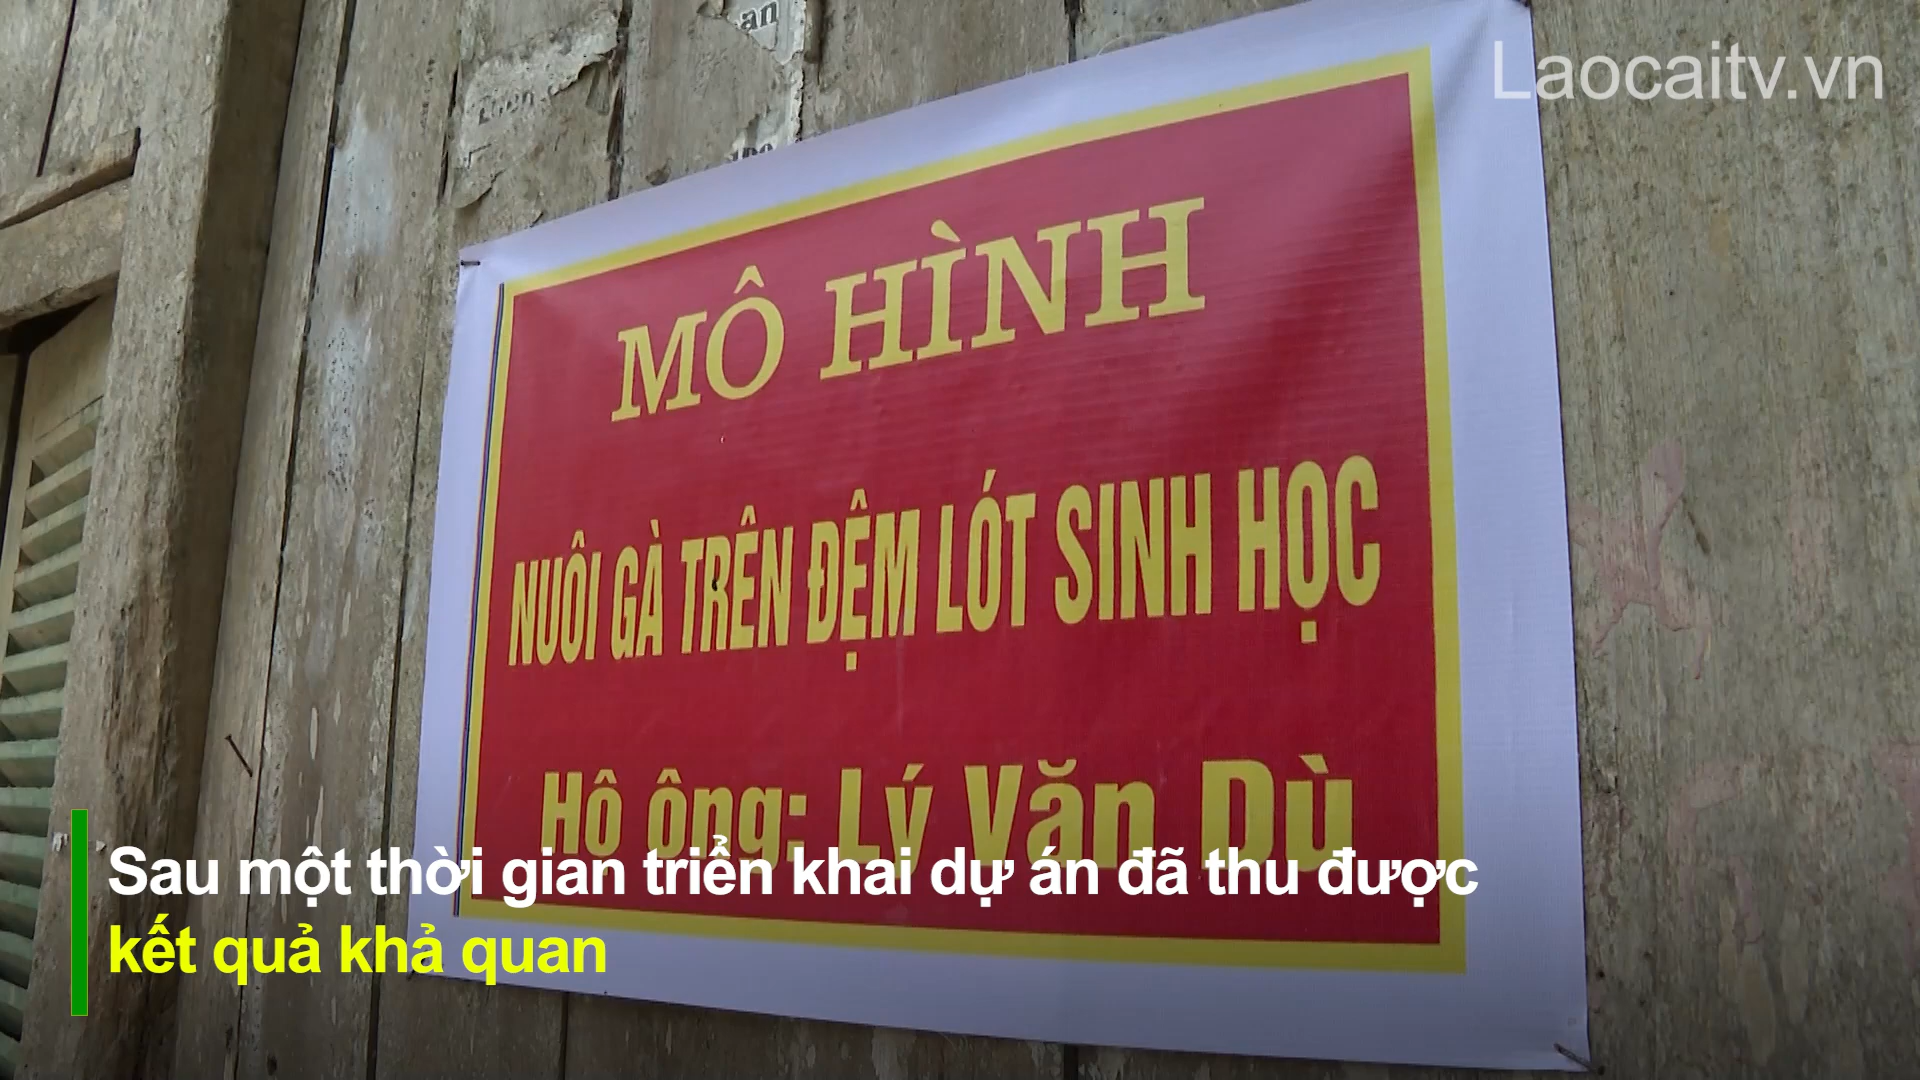 Laocaitv.vn
MÔ HÌNH
NUÔI GÀ TRÊN ĐỆM LÓT SINH HỌC
Hộ ông: Lý Văn Dù
Sau một thời gian triển khai dự án đã thu được
kết quả khả quan